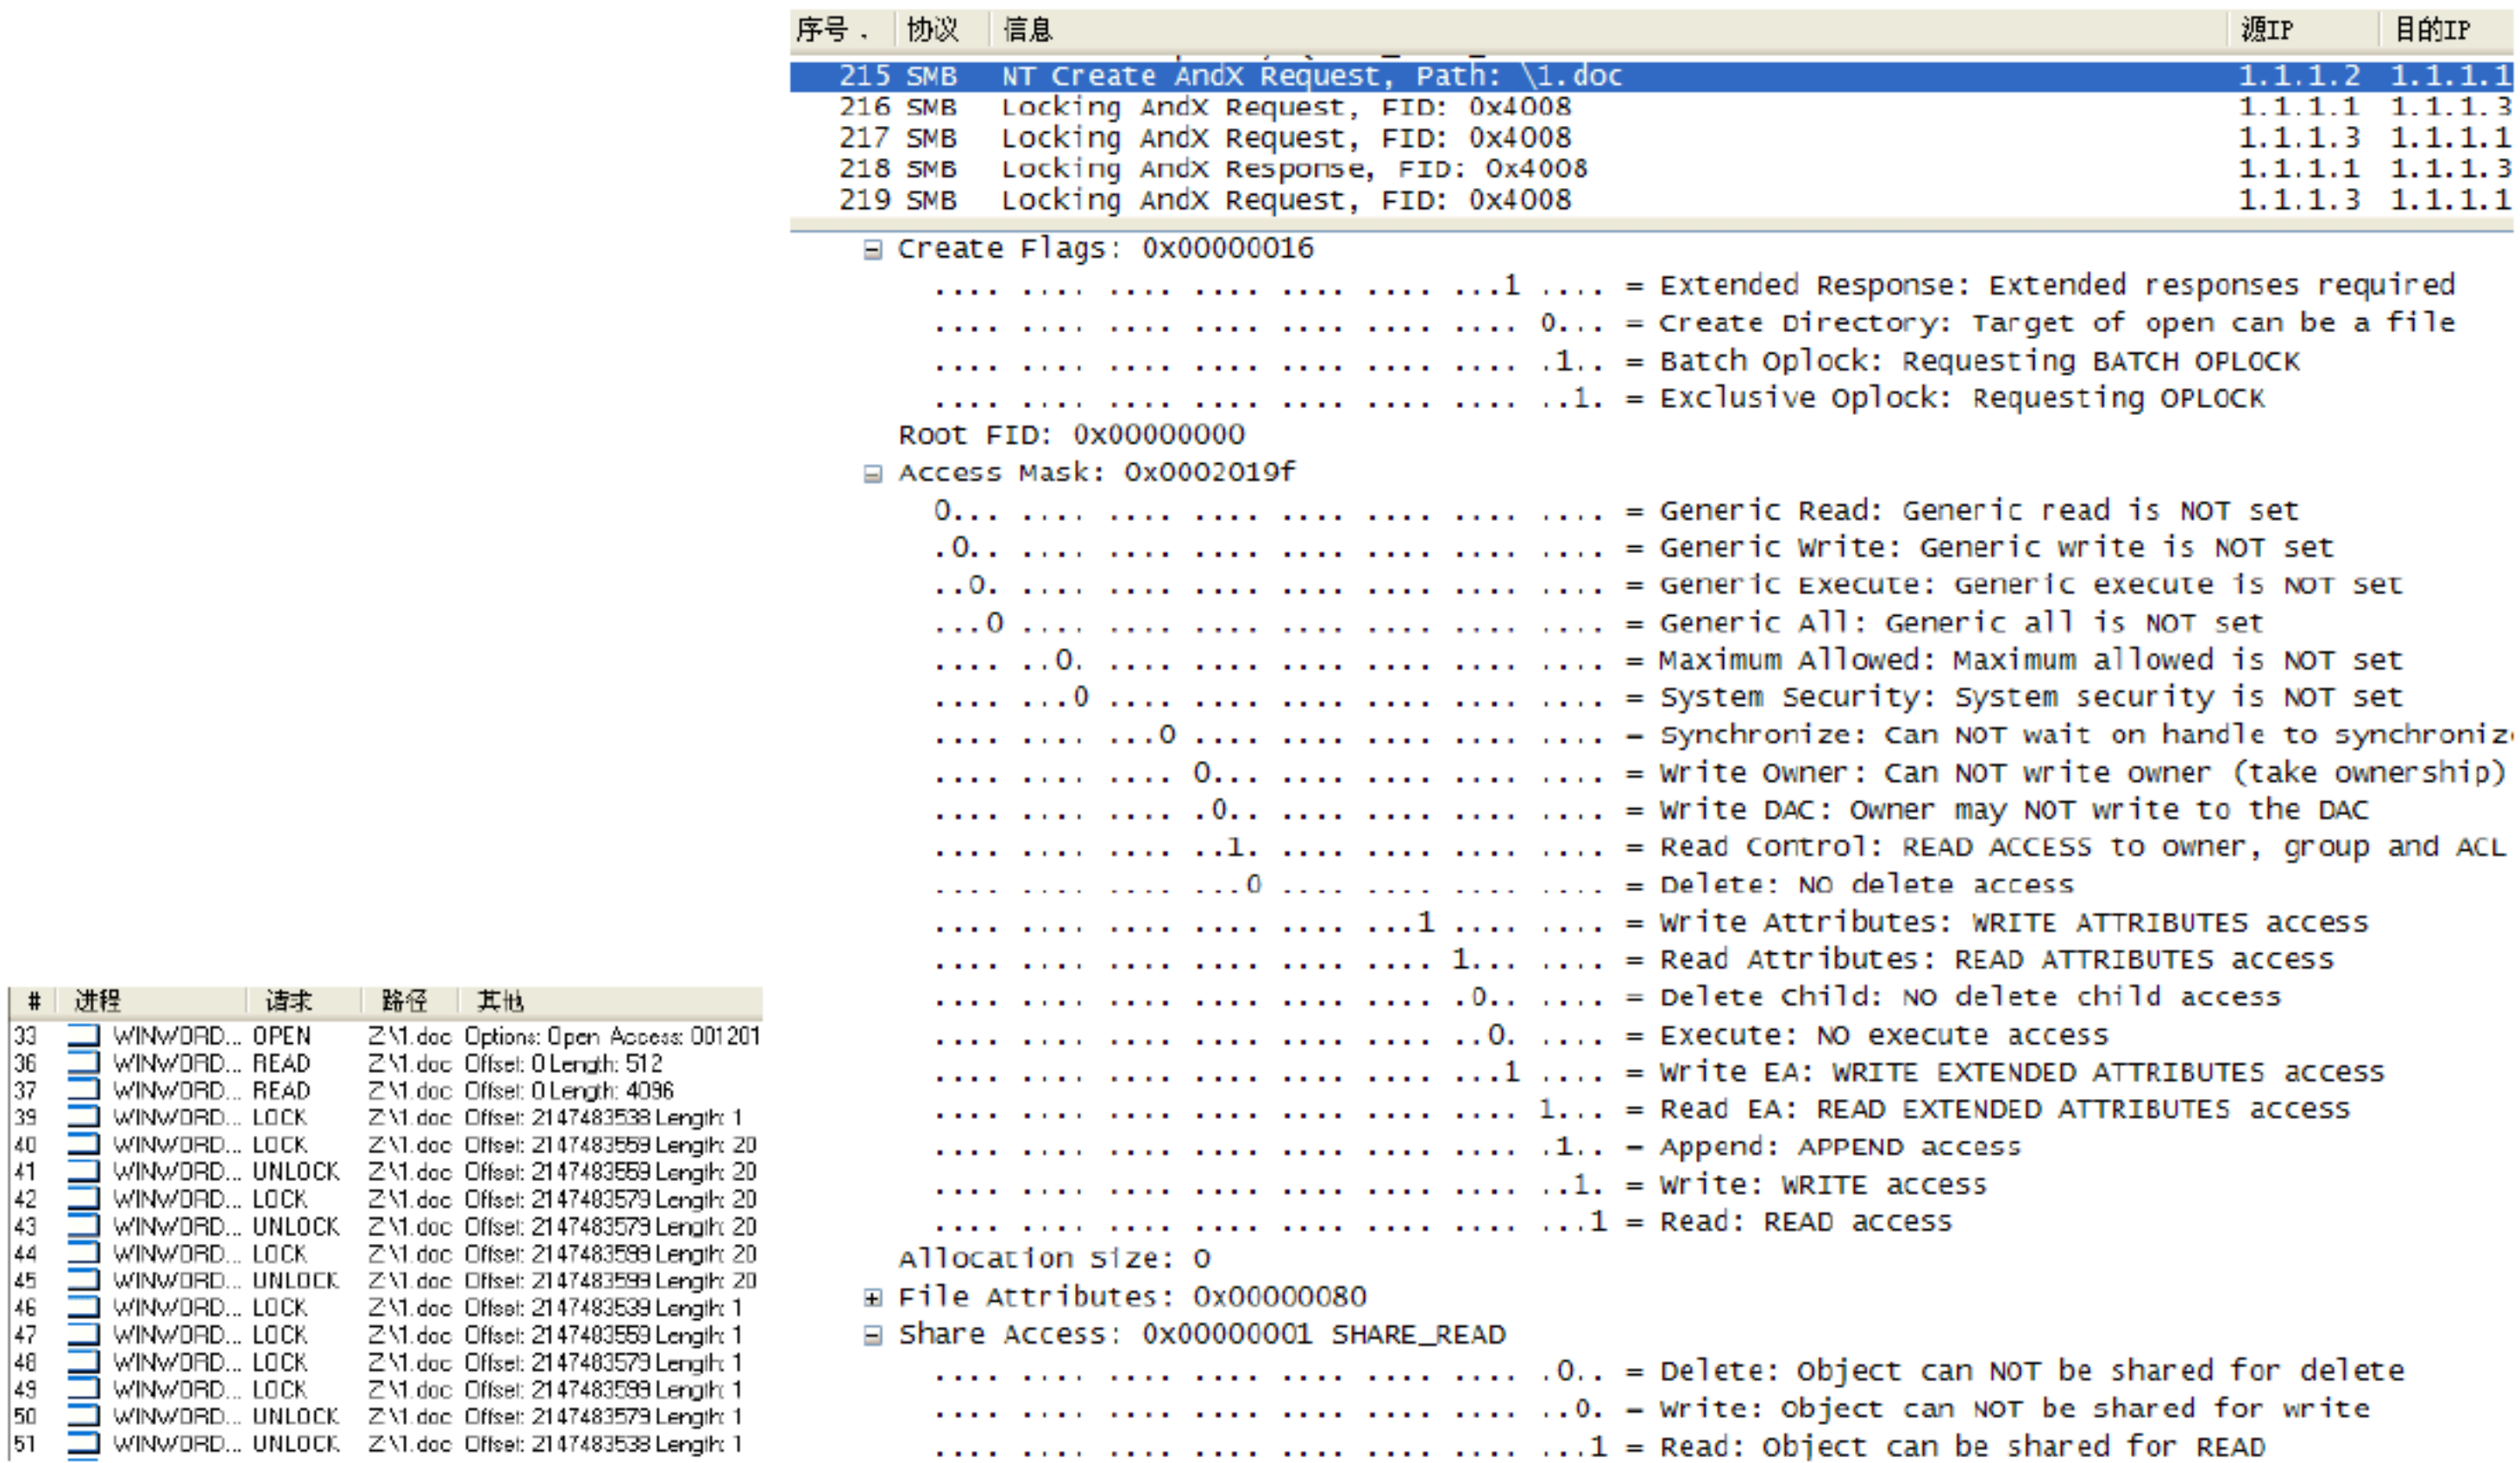 序号 . 协议 信息 源IP 目的IP
215 SMB NT Create AndX Request, Path: \1.doc 1.1.1.2 1.1.1.1
216 SMB Locking AndX Request, FID: 0x4008 1.1.1.1 1.1.1.3
217 SMB Locking AndX Request, FID: 0x4008 1.1.1.3 1.1.1.1
218 SMB Locking AndX Response, FID: 0x4008 1.1.1.1 1.1.1.3
219 SMB Locking AndX Request, FID: 0x4008 1.1.1.3 1.1.1.1
Create Flags: 0x00000016
.... .... .... .... .... .... ...1 .... = Extended Response: Extended responses required
.... .... .... .... .... .... .... 0... = Create Directory: Target of open can be a file
.... .... .... .... .... .... .... .1.. = Batch Oplock: Requesting BATCH OPLOCK
.... .... .... .... .... .... .... ..1. = Exclusive Oplock: Requesting OPLOCK
Root FID: 0x00000000
Access Mask: 0x0002019f
0... .... .... .... .... .... .... .... = Generic Read: Generic read is NOT set
.0.. .... .... .... .... .... .... .... = Generic Write: Generic write is NOT set
..0. .... .... .... .... .... .... .... = Generic Execute: Generic execute is NOT set
...0 .... .... .... .... .... .... .... = Generic All: Generic all is NOT set
.... ..0. .... .... .... .... .... .... = Maximum Allowed: Maximum allowed is NOT set
.... ...0 .... .... .... .... .... .... = System Security: System security is NOT set
.... .... ...0 .... .... .... .... .... = Synchronize: Can NOT wait on handle to synchroniz
.... .... .... 0... .... .... .... .... = Write Owner: Can NOT write owner (take ownership)
.... .... .... .0.. .... .... .... .... = Write DAC: Owner may NOT write to the DAC
.... .... .... ..1. .... .... .... .... = Read Control: READ ACCESS to owner, group and ACL
.... .... .... ...0 .... .... .... .... = Delete: NO delete access
.... .... .... .... .... ...1 .... .... = Write Attributes: WRITE ATTRIBUTES access
.... .... .... .... .... .... 1... .... = Read Attributes: READ ATTRIBUTES access
.... .... .... .... .... .... .0.. .... = Delete Child: NO delete child access
.... .... .... .... .... .... ..0. .... = Execute: NO execute access
.... .... .... .... .... .... ...1 .... = Write EA: WRITE EXTENDED ATTRIBUTES access
.... .... .... .... .... .... .... 1... = Read EA: READ EXTENDED ATTRIBUTES access
.... .... .... .... .... .... .... .1.. = Append: APPEND access
.... .... .... .... .... .... .... ..1. = Write: WRITE access
.... .... .... .... .... .... .... ...1 = Read: READ access
Allocation Size: 0
File Attributes: 0x00000080
Share Access: 0x00000001 SHARE_READ
.... .... .... .... .... .... .... .0.. = Delete: Object can NOT be shared for delete
.... .... .... .... .... .... .... ..0. = Write: Object can NOT be shared for write
.... .... .... .... .... .... .... ...1 = Read: Object can be shared for READ
# 进程 请求 路径 其他
33 WINWORD... OPEN Z:\1.doc Options: Open Access: 001201
36 WINWORD... READ Z:\1.doc Offset: 0 Length: 512
37 WINWORD... READ Z:\1.doc Offset: 0 Length: 4096
39 WINWORD... LOCK Z:\1.doc Offset: 2147483538 Length: 1
40 WINWORD... LOCK Z:\1.doc Offset: 2147483559 Length: 20
41 WINWORD... UNLOCK Z:\1.doc Offset: 2147483559 Length: 20
42 WINWORD... LOCK Z:\1.doc Offset: 2147483579 Length: 20
43 WINWORD... UNLOCK Z:\1.doc Offset: 2147483579 Length: 20
44 WINWORD... LOCK Z:\1.doc Offset: 2147483599 Length: 20
45 WINWORD... UNLOCK Z:\1.doc Offset: 2147483599 Length: 20
46 WINWORD... LOCK Z:\1.doc Offset: 2147483539 Length: 1
47 WINWORD... LOCK Z:\1.doc Offset: 2147483559 Length: 1
48 WINWORD... LOCK Z:\1.doc Offset: 2147483579 Length: 1
49 WINWORD... LOCK Z:\1.doc Offset: 2147483599 Length: 1
50 WINWORD... UNLOCK Z:\1.doc Offset: 2147483579 Length: 1
51 WINWORD... UNLOCK Z:\1.doc Offset: 2147483538 Length: 1